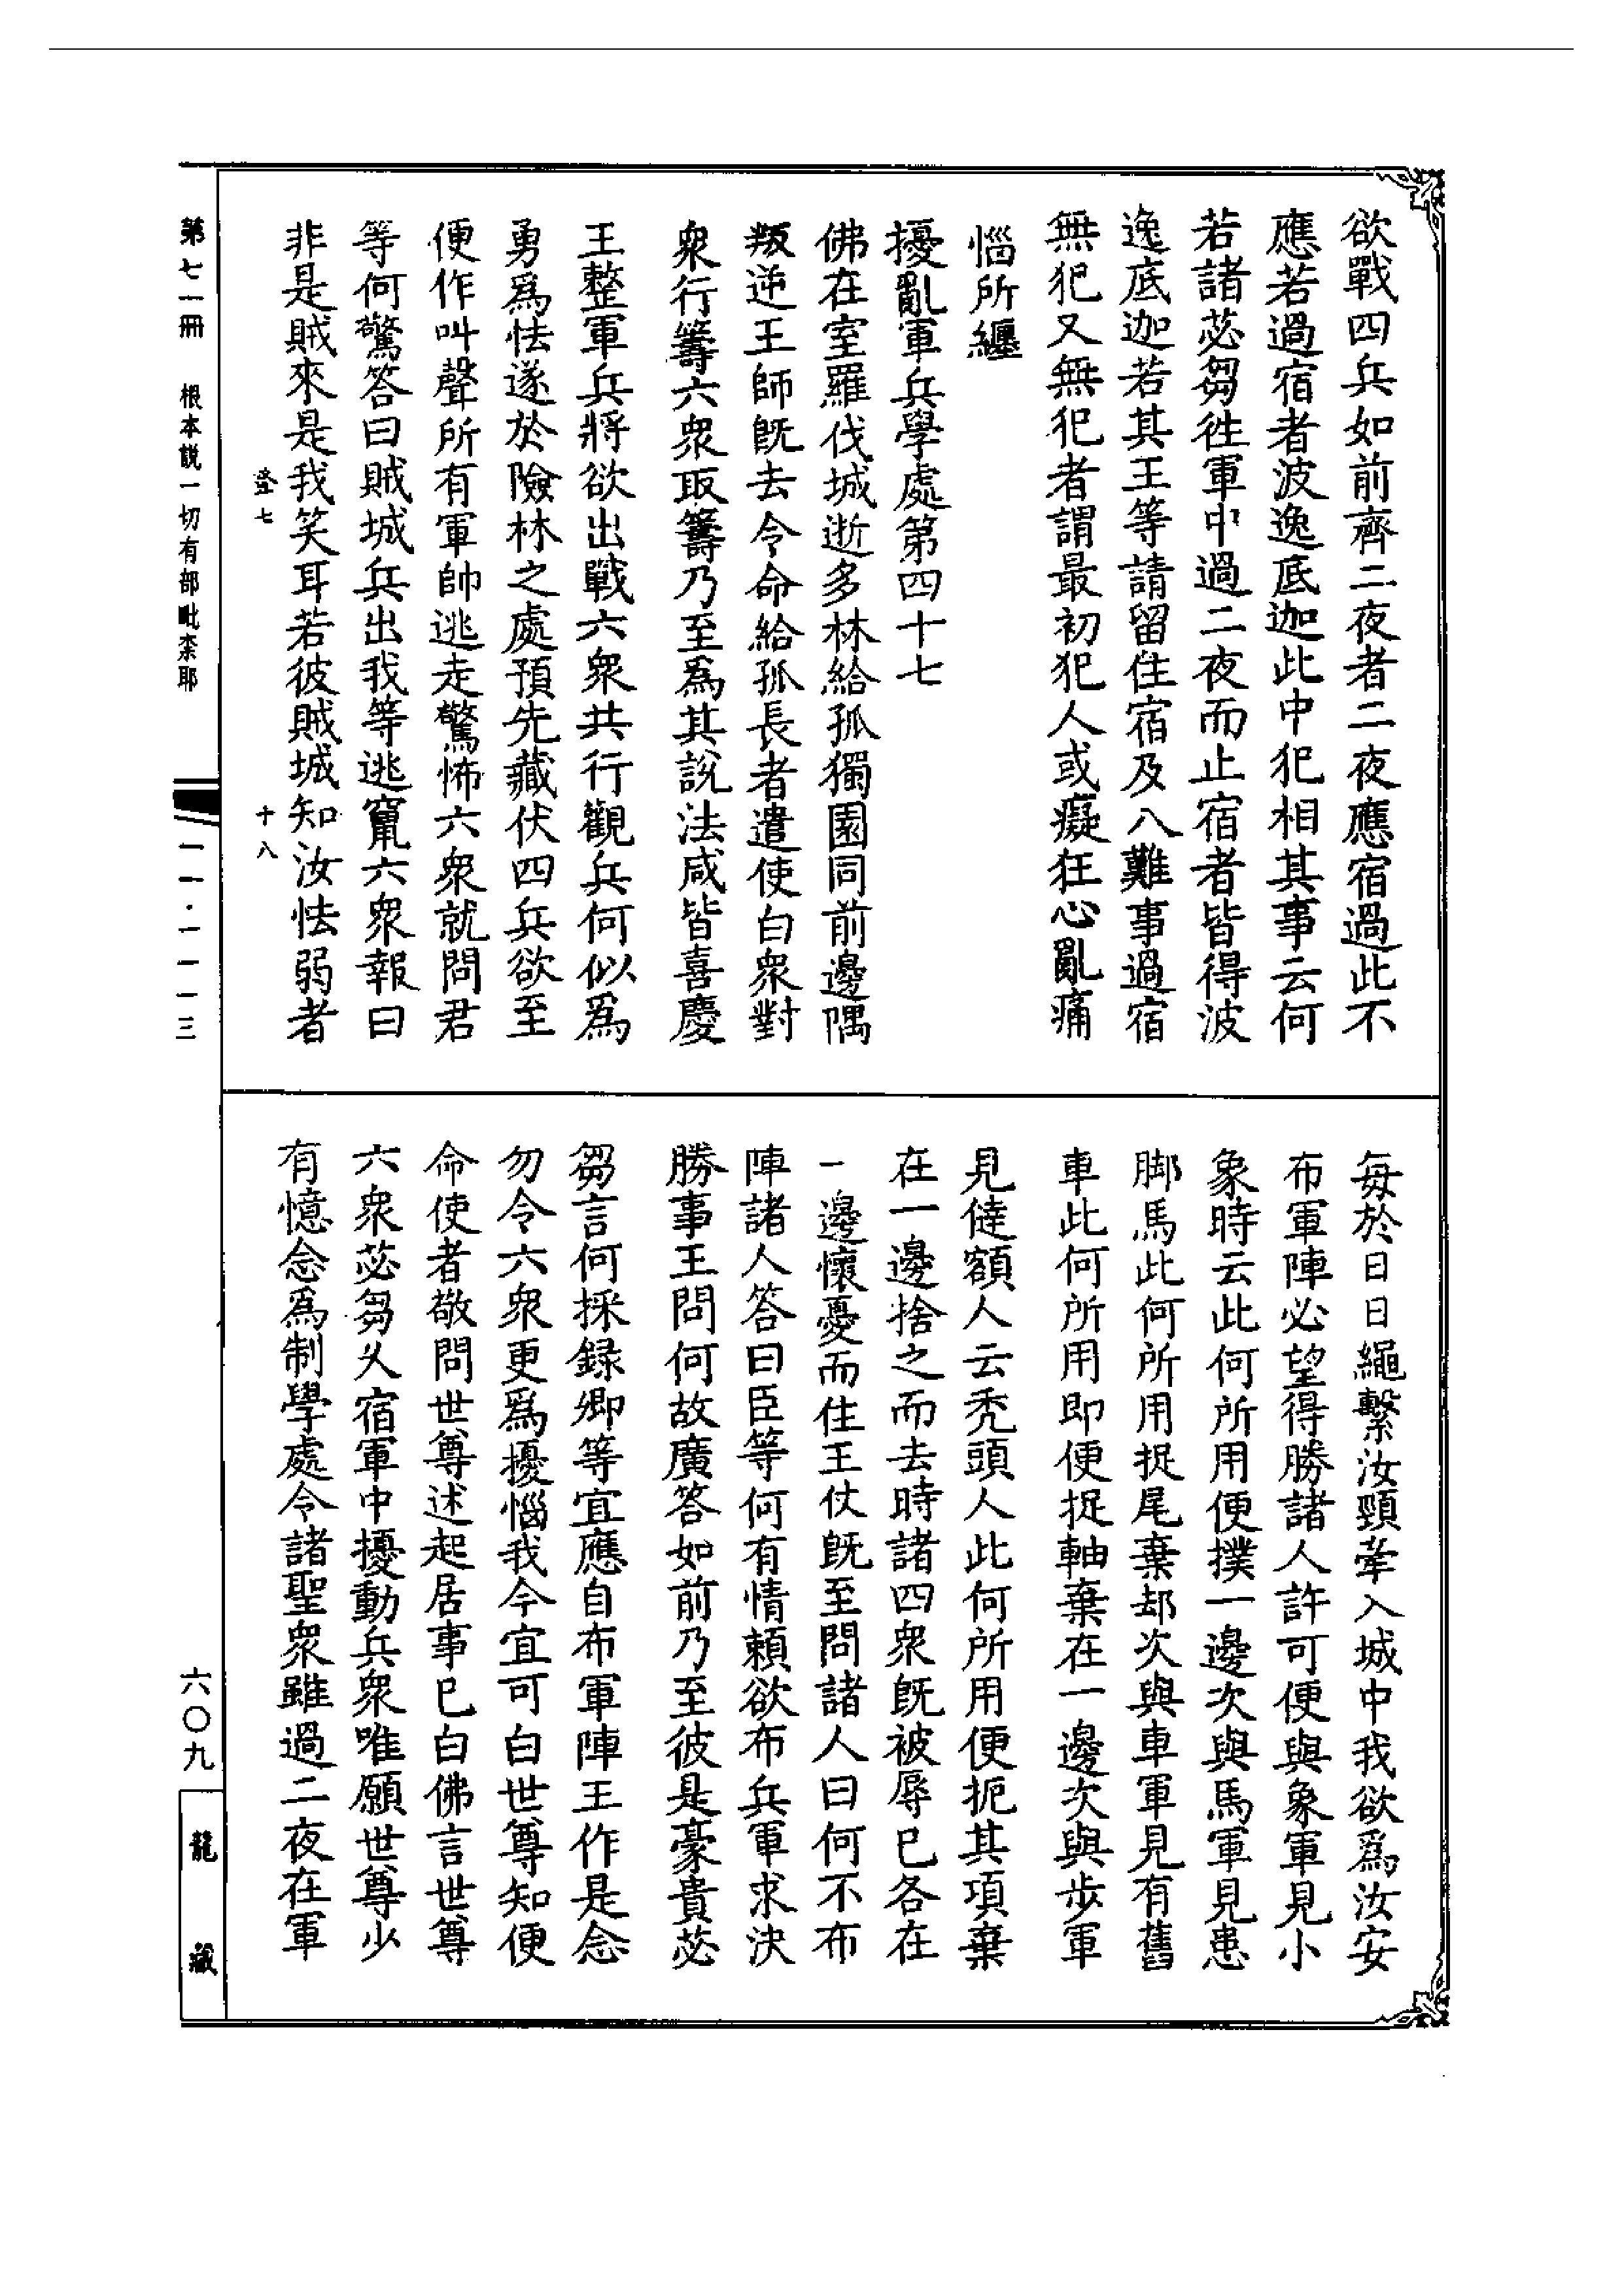 欲戰四兵如前齊二夜者二夜應宿過此不
應若過宿者波逸底迦此中犯相其事云何
若諸苾芻徃軍中過二夜而止宿者皆得波
逸底迦若其王等請留住宿及八難事過宿
無犯又無犯者謂最初犯人或癡狂心亂痛
惱所纏
擾亂軍兵學處第四十七
佛在室羅伐城逝多林給孤獨園同前邊隅
叛逆王師旣去令命給孤長者遣使白衆對
衆行籌六衆取籌乃至爲其說法咸皆喜慶
王整軍兵將欲出戰六衆共行觀兵何似爲
勇爲怯遂於險林之處預先藏伏四兵欲至
便作叫聲所有軍帥逃走驚怖六衆就問君
等何驚答曰賊城兵出我等逃竄六衆報曰
非是賊來是我笑耳若彼賊城知汝怯弱者
每於日日繩繫汝頸牽入城中我欲爲汝安
布軍陣必望得勝諸人許可便與象軍見小
象時云此何所用便撲一邊次與馬軍見患
脚馬此何所用捉尾棄却次與車軍見有舊
車此何所用即便捉軸棄在一邊次與步軍
見僥額人云禿頭人此何所用便扼其項棄
在一邊捨之而去時諸四衆旣被辱已各在
一邊懷憂而住王仗旣至問諸人曰何不布
陣諸人答曰臣等何有情賴欲布兵軍求決
勝事王問何故廣答如前乃至彼是豪貴苾
芻言何採録卿等宜應自布軍陣王作是念
勿令六衆更爲擾惱我今宜可白世尊知便
命使者敬問世尊述起居事已白佛言世尊
六衆苾芻久宿軍中擾動兵衆唯願世尊少
有憶念爲制學處令諸聖衆雖過二夜在軍
壹七
十八
第七一冊 根本説一切有部毗柰耶
一一·一一一三
六〇九
龍藏